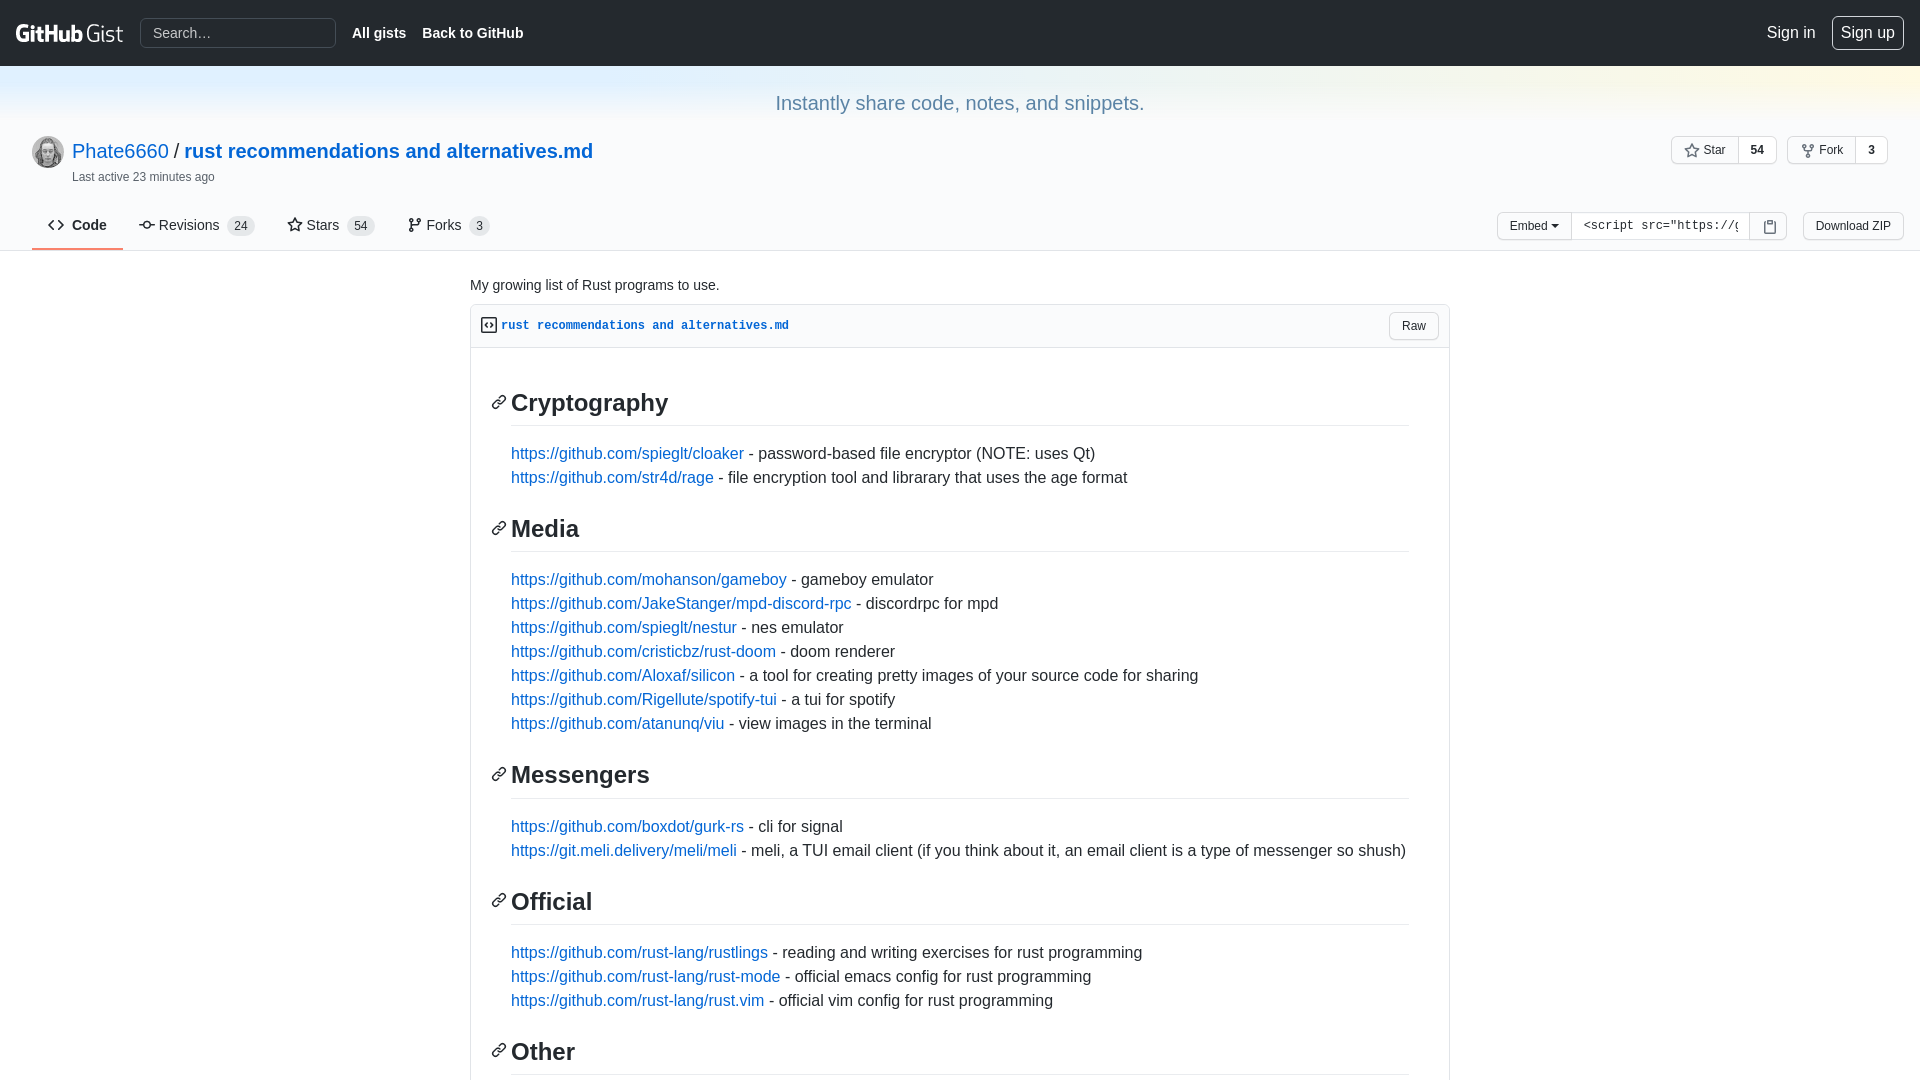 GitHub Gist Search… All gists Back to GitHub Sign in Sign up
Instantly share code, notes, and snippets.
Phate6660 / rust recommendations and alternatives.md Star 54 Fork 3
Last active 23 minutes ago
Code Revisions 24 Stars 54 Forks 3 Embed <script src="https://g Download ZIP
My growing list of Rust programs to use.
rust recommendations and alternatives.md Raw
Cryptography
https://github.com/spieglt/cloaker - password-based file encryptor (NOTE: uses Qt)
https://github.com/str4d/rage - file encryption tool and librarary that uses the age format
Media
https://github.com/mohanson/gameboy - gameboy emulator
https://github.com/JakeStanger/mpd-discord-rpc - discordrpc for mpd
https://github.com/spieglt/nestur - nes emulator
https://github.com/cristicbz/rust-doom - doom renderer
https://github.com/Aloxaf/silicon - a tool for creating pretty images of your source code for sharing
https://github.com/Rigellute/spotify-tui - a tui for spotify
https://github.com/atanunq/viu - view images in the terminal
Messengers
https://github.com/boxdot/gurk-rs - cli for signal
https://git.meli.delivery/meli/meli - meli, a TUI email client (if you think about it, an email client is a type of messenger so shush)
Official
https://github.com/rust-lang/rustlings - reading and writing exercises for rust programming
https://github.com/rust-lang/rust-mode - official emacs config for rust programming
https://github.com/rust-lang/rust.vim - official vim config for rust programming
Other